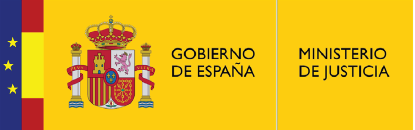 GOBIERNO
DE ESPAÑA
MINISTERIO
DE JUSTICIA